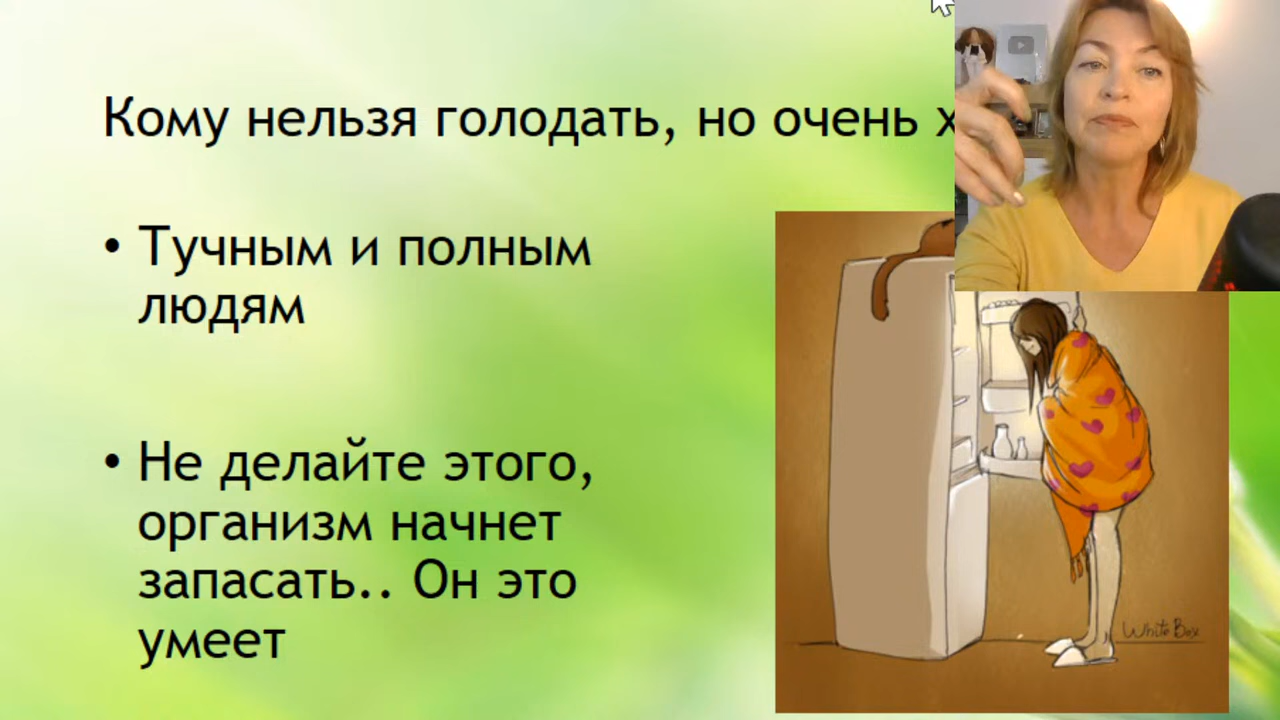 Кому нельзя голодать, но очень
• Тучным и полным
людям
• Не делайте этого,
организм начнет
запасать.. Он это
умеет
White Box